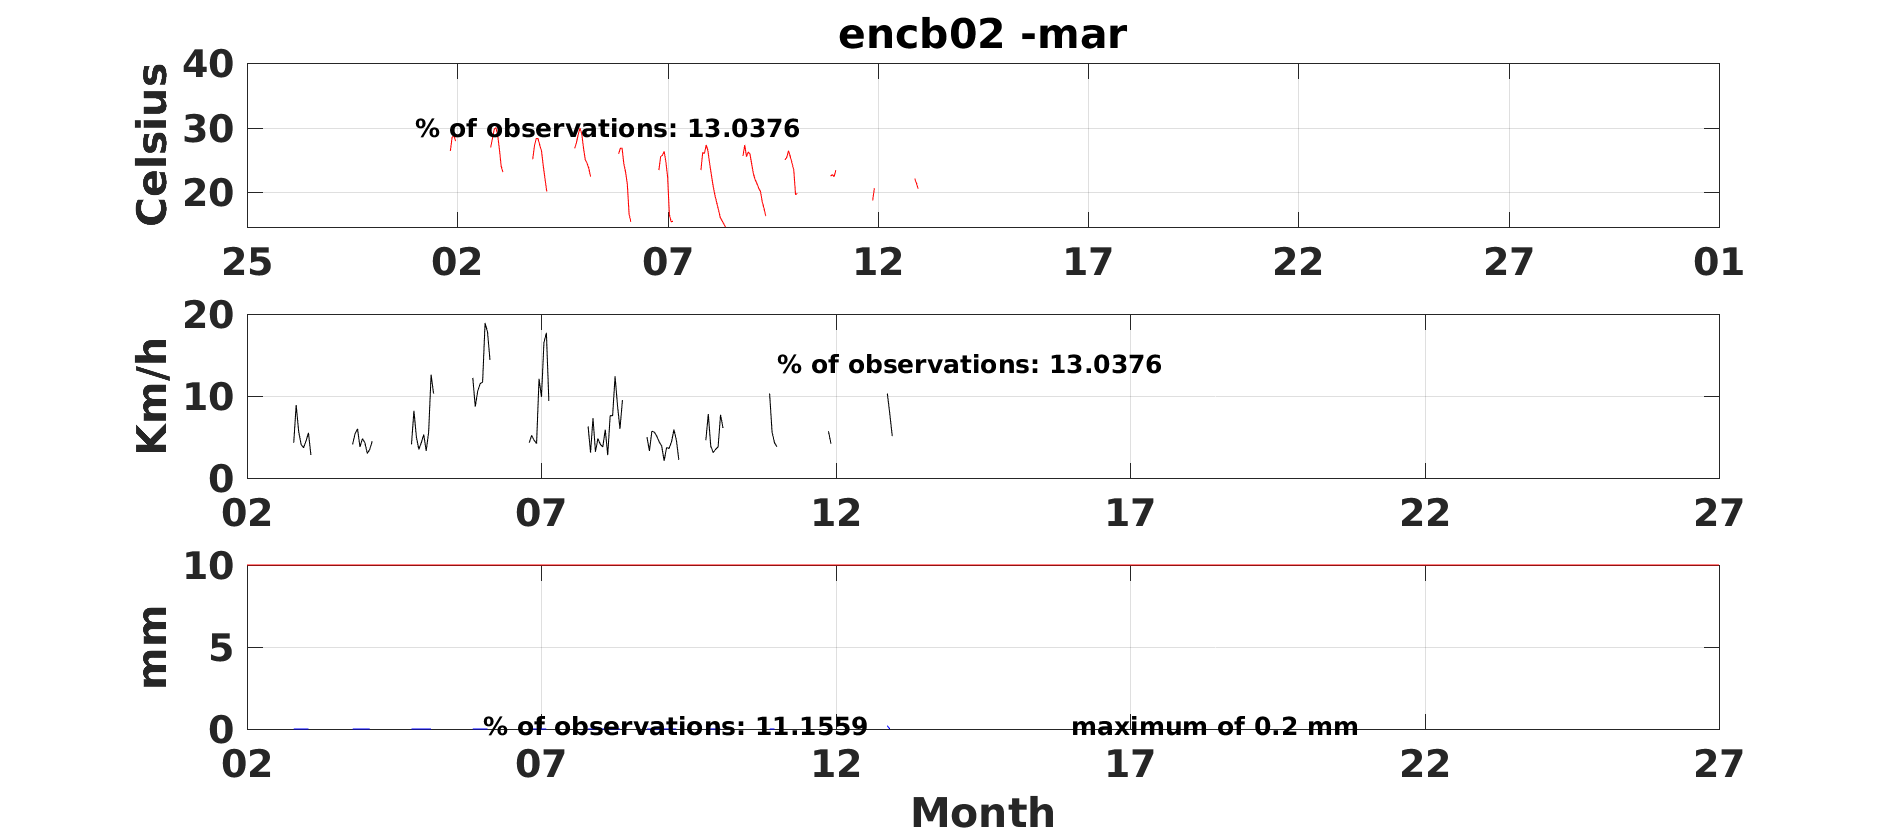 encb02 -mar
Celsius
40
30
20
% of observations: 13.0376
25 02 07 12 17 22 27 01
Km/h
20
10
0
% of observations: 13.0376
02 07 12 17 22 27
mm
10
5
0
% of observations: 11.1559 maximum of 0.2 mm
02 07 12 17 22 27
Month